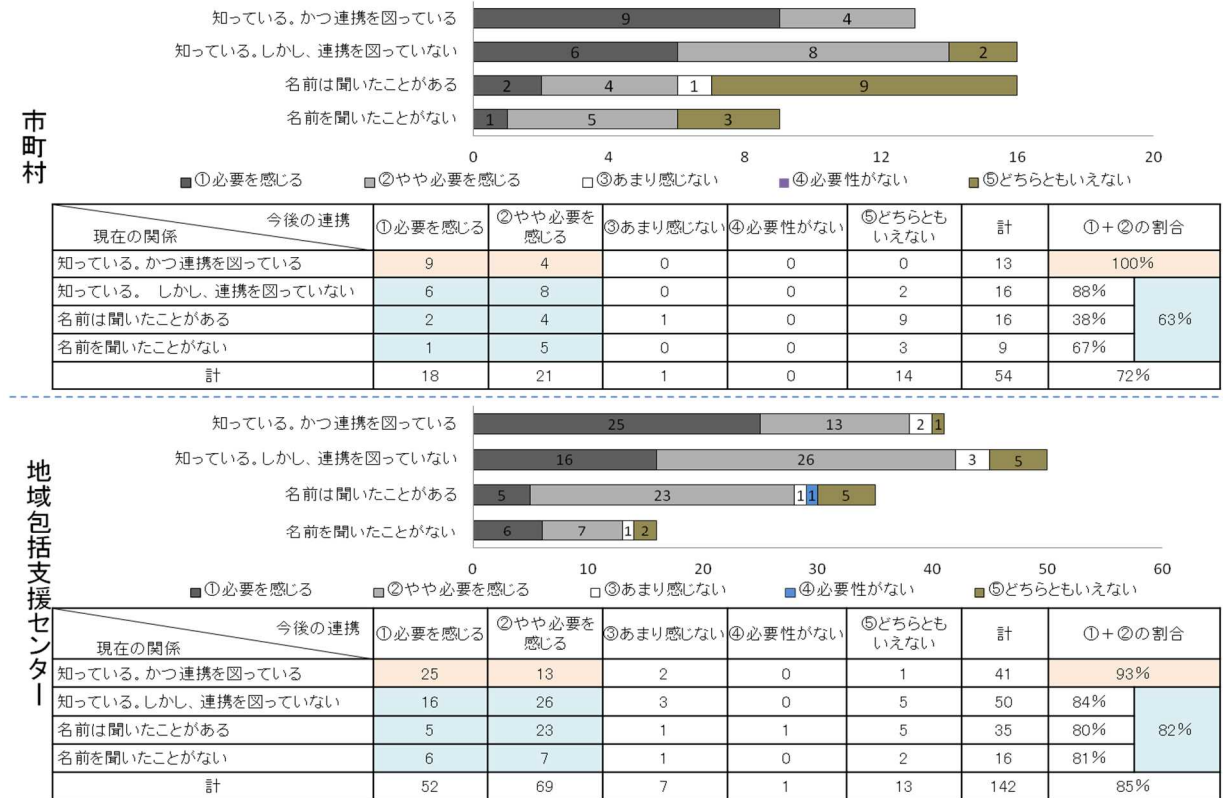 市町村
知っている。かつ連携を図っている 9 4
知っている。しかし、連携を図っていない 6 8 2
名前は聞いたことがある 2 4 1 9
名前を聞いたことがない 1 5 3
0 4 8 12 16 20
①必要を感じる ②やや必要を感じる ③あまり感じない ④必要性がない ⑤どちらともいえない
今後の連携
現在の関係
①必要を感じる ②やや必要を感じる ③あまり感じない ④必要性がない ⑤どちらともいえない 計 ①+②の割合
知っている。かつ連携を図っている 9 4 0 0 0 13 100%
知っている。 しかし、連携を図っていない 6 8 0 0 2 16 88%
名前は聞いたことがある 2 4 1 0 9 16 38% 63%
名前を聞いたことがない 1 5 0 0 3 9 67%
計 18 21 1 0 14 54 72%
地域包括支援センター
知っている。かつ連携を図っている 25 13 2 1
知っている。しかし、連携を図っていない 16 26 3 5
名前は聞いたことがある 5 23 1 1 5
名前を聞いたことがない 6 7 1 2
0 10 20 30 40 50 60
①必要を感じる ②やや必要を感じる ③あまり感じない ④必要性がない ⑤どちらともいえない
今後の連携
現在の関係
①必要を感じる ②やや必要を感じる ③あまり感じない ④必要性がない ⑤どちらともいえない 計 ①+②の割合
知っている。かつ連携を図っている 25 13 2 0 1 41 93%
知っている。しかし、連携を図っていない 16 26 3 0 5 50 84%
名前は聞いたことがある 5 23 1 1 5 35 80% 82%
名前を聞いたことがない 6 7 1 0 2 16 81%
計 52 69 7 1 13 142 85%